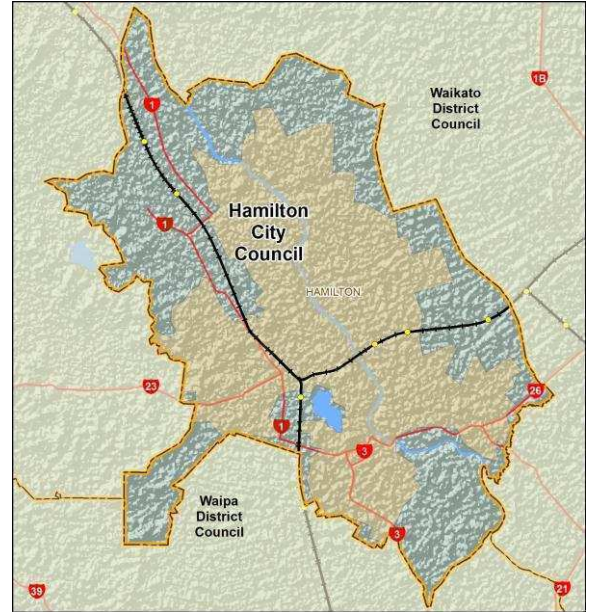 1B
Waikato
District
Council
1
Hamilton
City
Council
1
HAMILTON
23
26
1
3
Waipa
District
Council
3
39
21